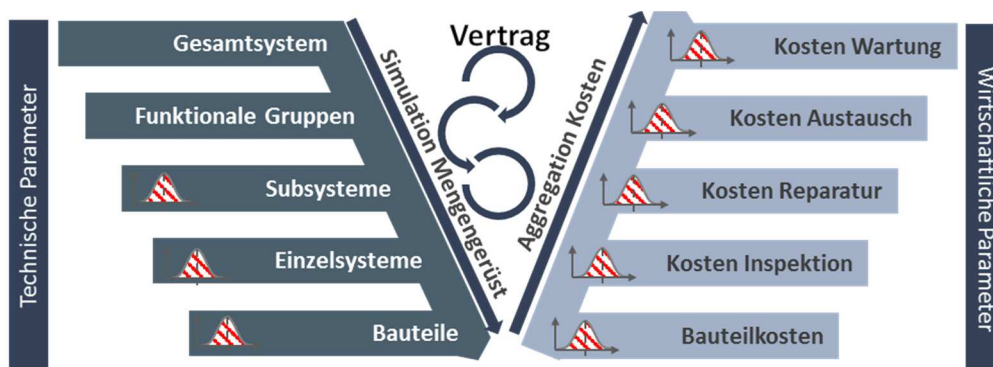 Technische Parameter
Gesamtsystem
Funktionale Gruppen
Subsysteme
Einzelsysteme
Bauteile
Simulation Mengengerüst
Vertrag
Aggregation Kosten
Kosten Wartung
Kosten Austausch
Kosten Reparatur
Kosten Inspektion
Bauteilkosten
Wirtschaftliche Parameter